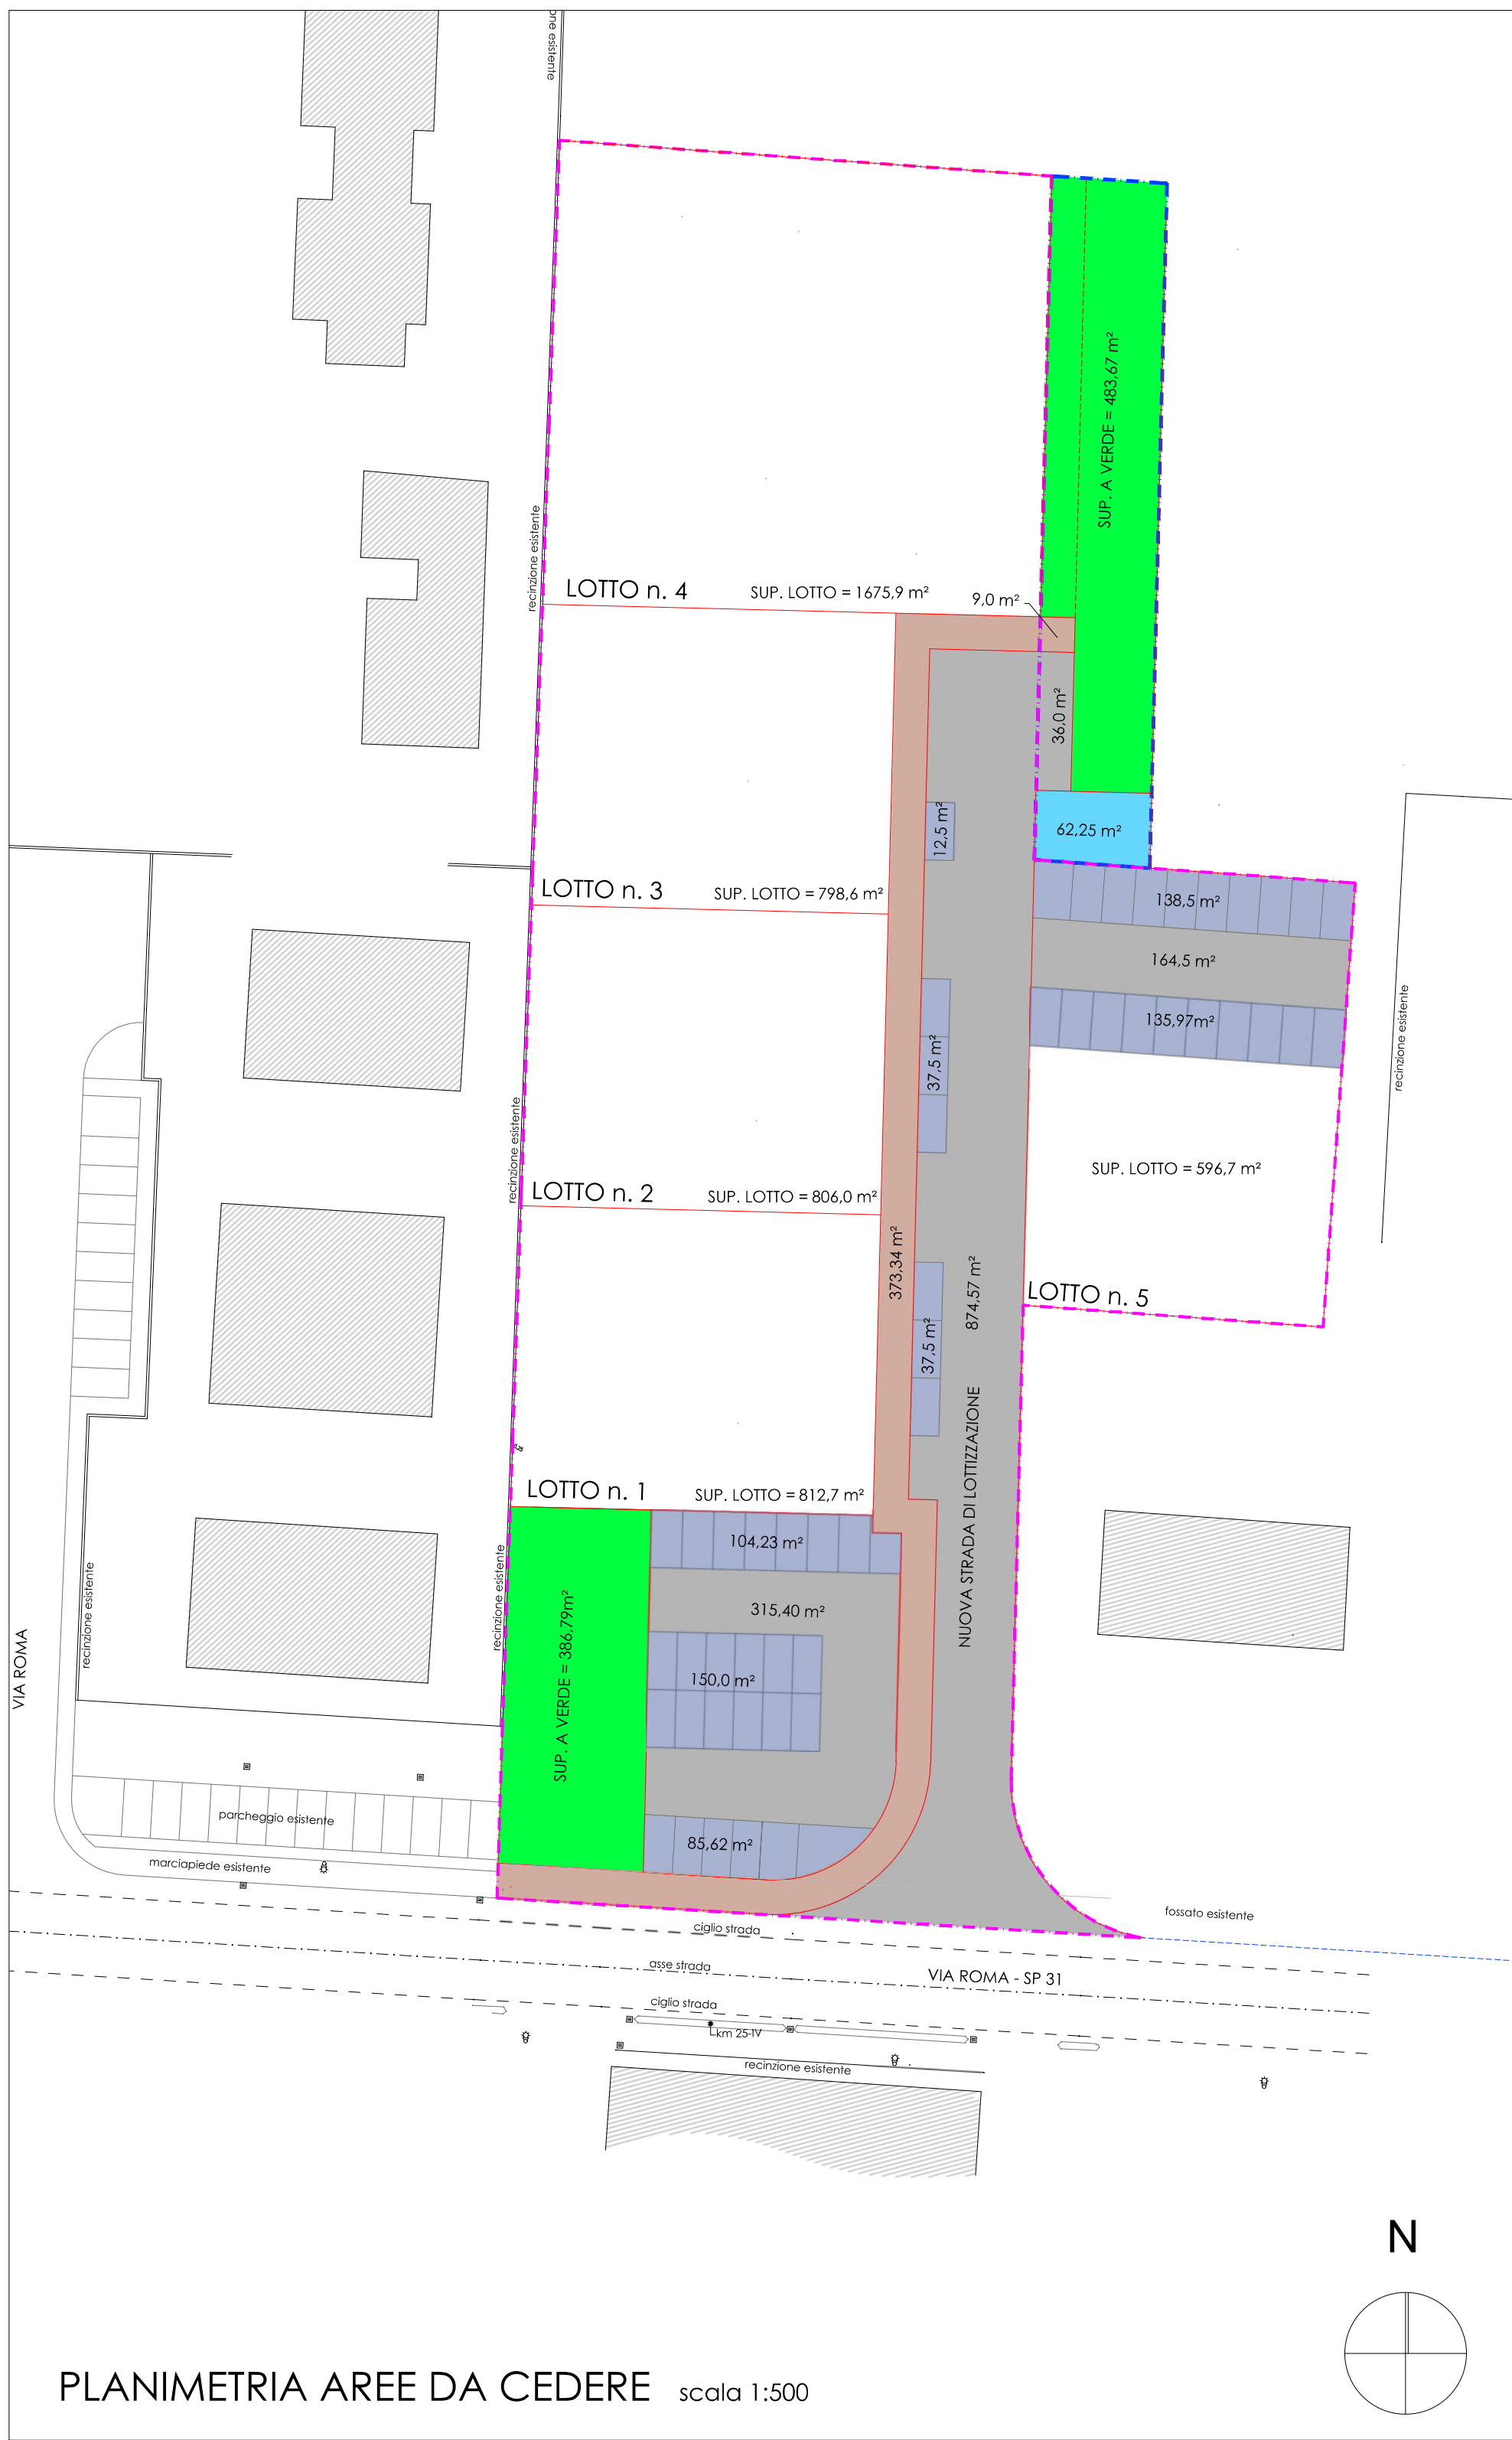 one esistente
SUP. A VERDE = 483,67 m²
recinzione esistente
LOTTO n. 4
SUP. LOTTO = 1675,9 m²
9,0 m²
36,0 m²
12,5 m²
62,25 m²
LOTTO n. 3
SUP. LOTTO = 798,6 m²
138,5 m²
164,5 m²
135,97m²
37,5 m²
recinzione esistente
recinzione esistente
SUP. LOTTO = 596,7 m²
LOTTO n. 2
SUP. LOTTO = 806,0 m²
373,34 m²
874,57 m²
LOTTO n. 5
37,5 m²
NUOVA STRADA DI LOTTIZZAZIONE
LOTTO n. 1
SUP. LOTTO = 812,7 m²
104,23 m²
315,40 m²
recinzione esistente
recinzione esistente
SUP. A VERDE = 386,79m²
150,0 m²
VIA ROMA
parcheggio esistente
85,62 m²
marciapiede esistente
fossato esistente
ciglio strada
asse strada
VIA ROMA - SP 31
ciglio strada
km 25-IV
recinzione esistente
N
PLANIMETRIA AREE DA CEDERE scala 1:500